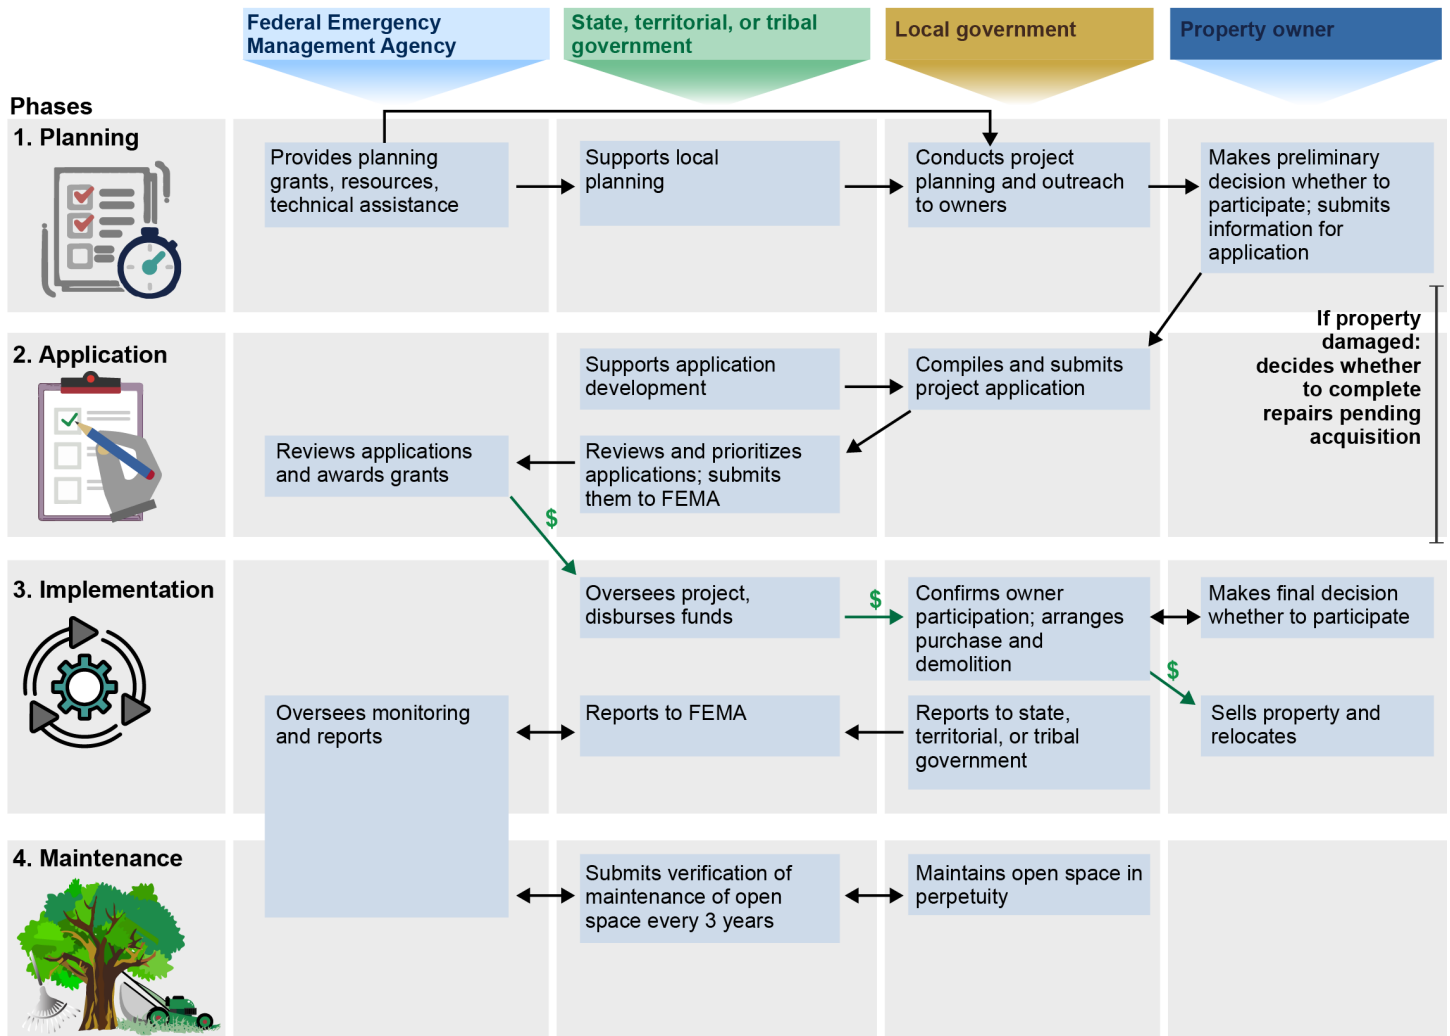 Federal Emergency
Management Agency
State, territorial, or tribal
government
Local government
Property owner
Phases
1. Planning
Provides planning
grants, resources,
technical assistance
Supports local
planning
Conducts project
planning and outreach
to owners
Makes preliminary
decision whether to
participate; submits
information for
application
If property
damaged:
decides whether
to complete
repairs pending
acquisition
2. Application
Supports application
development
Compiles and submits
project application
Reviews applications
and awards grants
Reviews and prioritizes
applications; submits
them to FEMA
$
3. Implementation
Oversees project,
disburses funds
$
Confirms owner
participation; arranges
purchase and
demolition
Makes final decision
whether to participate
$
Oversees monitoring
and reports
Reports to FEMA
Reports to state,
territorial, or tribal
government
Sells property and
relocates
4. Maintenance
Submits verification of
maintenance of open
space every 3 years
Maintains open space in
perpetuity